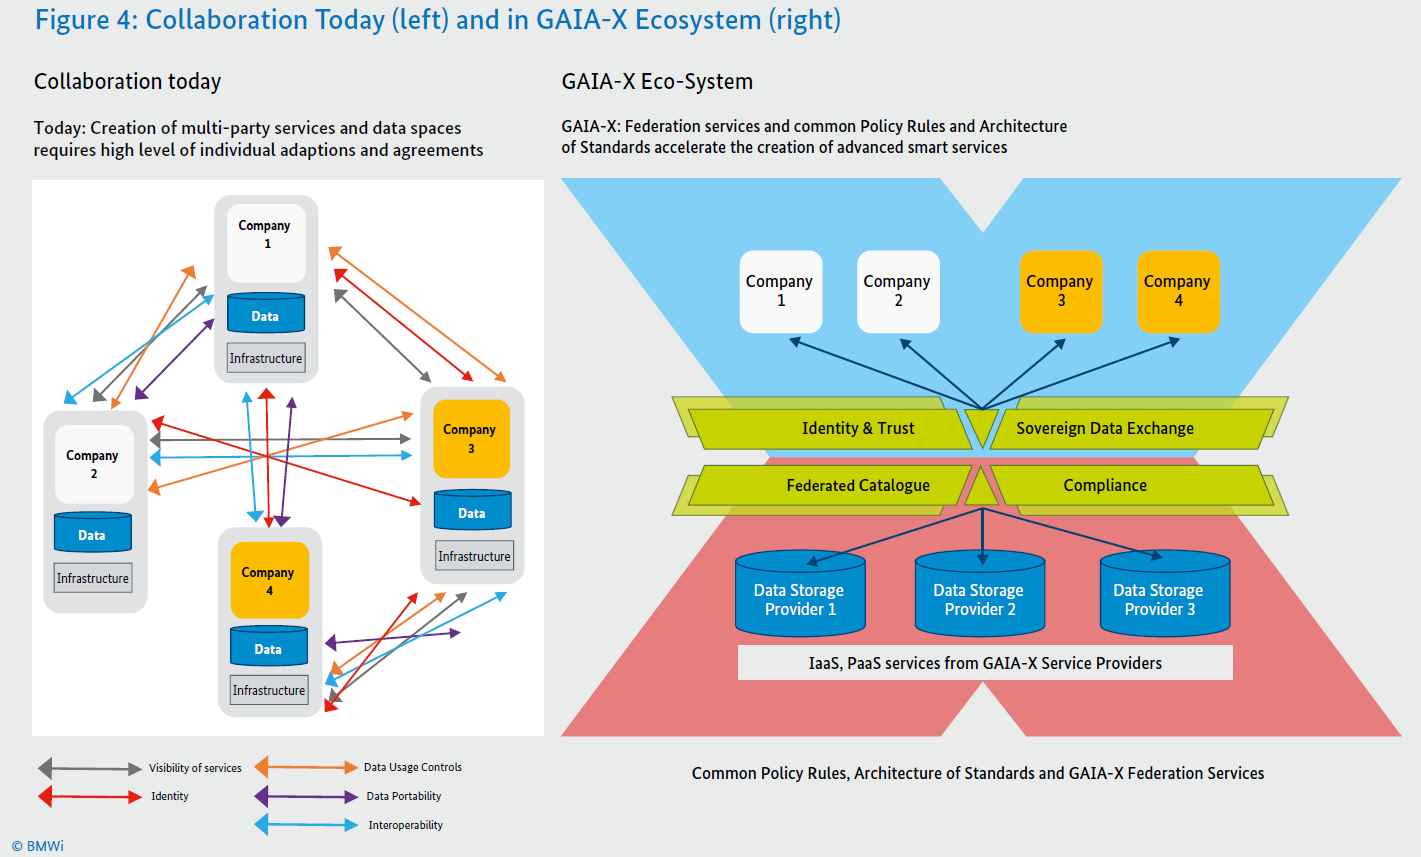 Figure 4: Collaboration Today (left) and in GAIA-X Ecosystem (right)
Collaboration today
Today: Creation of multi-party services and data spaces
requires high level of individual adaptions and agreements
Company
1
Data
Infrastructure
Company
2
Data
Infrastructure
Company
3
Data
Infrastructure
Company
4
Data
Infrastructure
Visibility of services
Identity
Data Usage Controls
Data Portability
Interoperability
GAIA-X Eco-System
GAIA-X: Federation services and common Policy Rules and Architecture
of Standards accelerate the creation of advanced smart services
Company
1
Company
2
Company
3
Company
4
Identity & Trust
Sovereign Data Exchange
Federated Catalogue
Compliance
Data Storage
Provider 1
Data Storage
Provider 2
Data Storage
Provider 3
IaaS, PaaS services from GAIA-X Service Providers
Common Policy Rules, Architecture of Standards and GAIA-X Federation Services
© BMWi